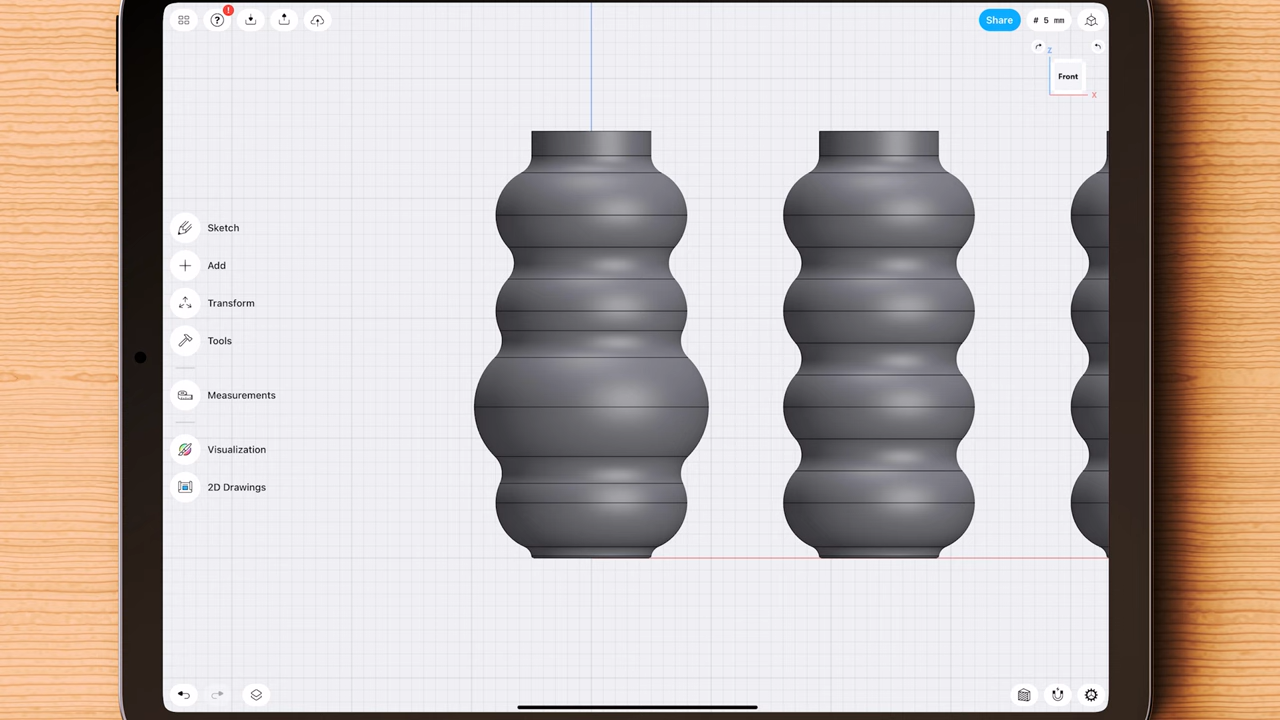 ? !
Share # 5 mm
Z
Front
X
Sketch
Add
Transform
Tools
Measurements
Visualization
2D Drawings